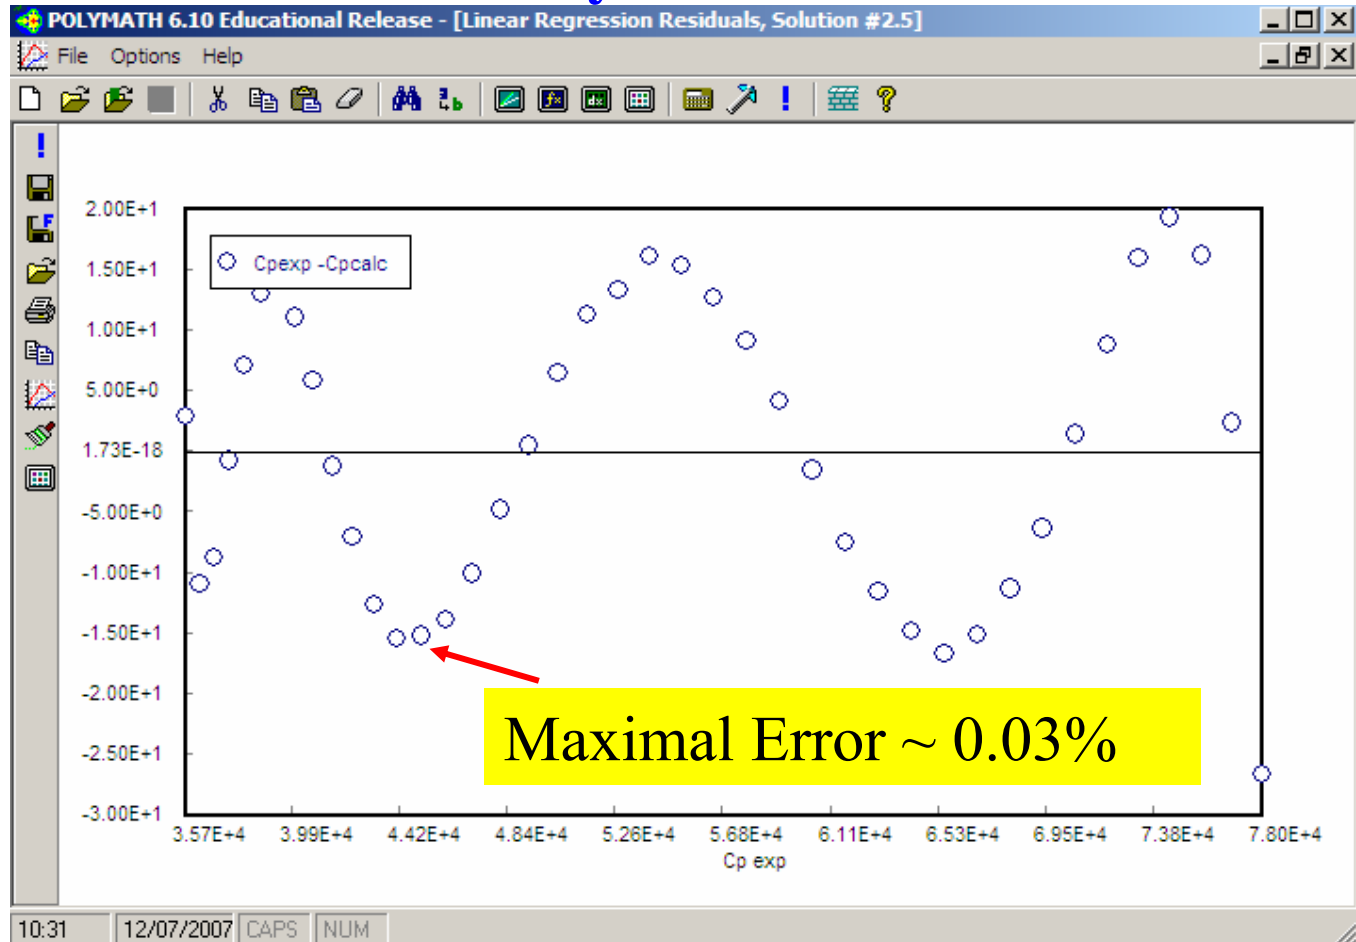 POLYMATH 6.10 Educational Release - [Linear Regression Residuals, Solution #2.5]
File Options Help
2.00E+1
Cpexp -Cpcalc
1.50E+1
1.00E+1
5.00E+0
1.73E-18
-5.00E+0
-1.00E+1
-1.50E+1
-2.00E+1
Maximal Error ~ 0.03%
-2.50E+1
-3.00E+1
3.57E+4 3.99E+4 4.42E+4 4.84E+4 5.26E+4 5.68E+4 6.11E+4 6.53E+4 6.95E+4 7.38E+4 7.80E+4
Cp exp
10:31 12/07/2007 CAPS NUM